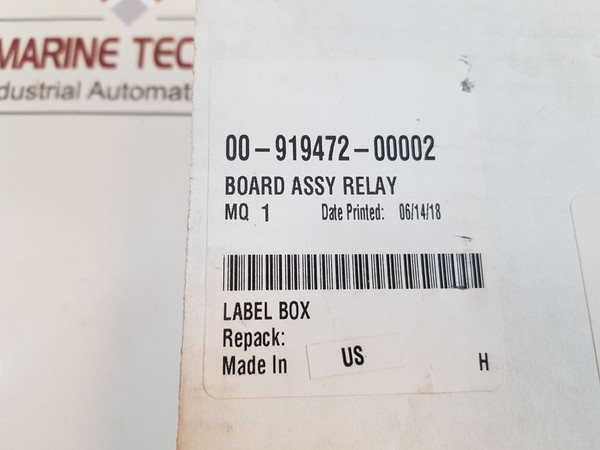 MARINE TEC
dustrial Automat
00-919472-00002
BOARD ASSY RELAY
MQ 1 Date Printed: 06/14/18
LABEL BOX
Repack:
Made In US H